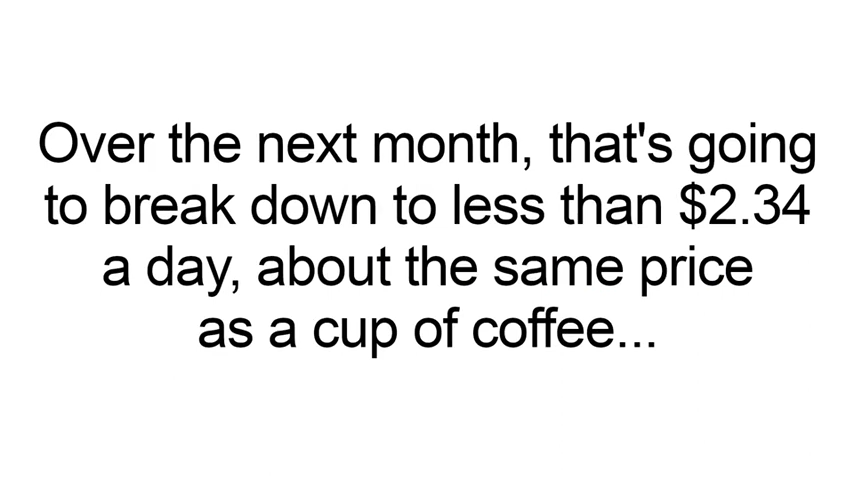 Over the next month, that's going
to break down to less than $2.34
a day, about the same price
as a cup of coffee...